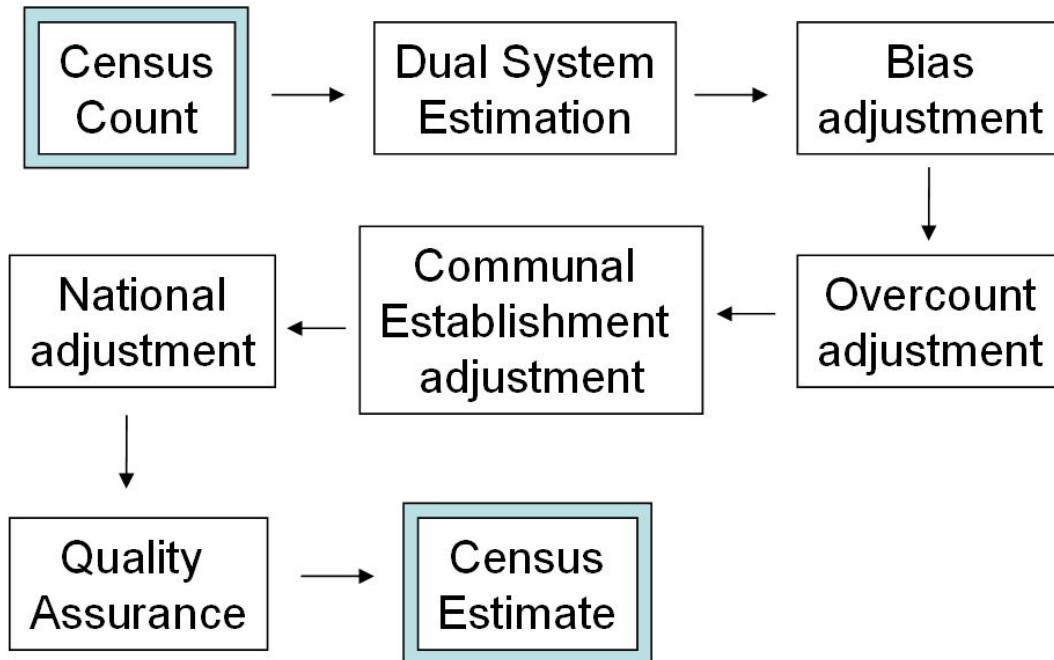 Census
Count
Dual System
Estimation
Bias
adjustment
Overcount
adjustment
Communal
Establishment
adjustment
National
adjustment
Quality
Assurance
Census
Estimate